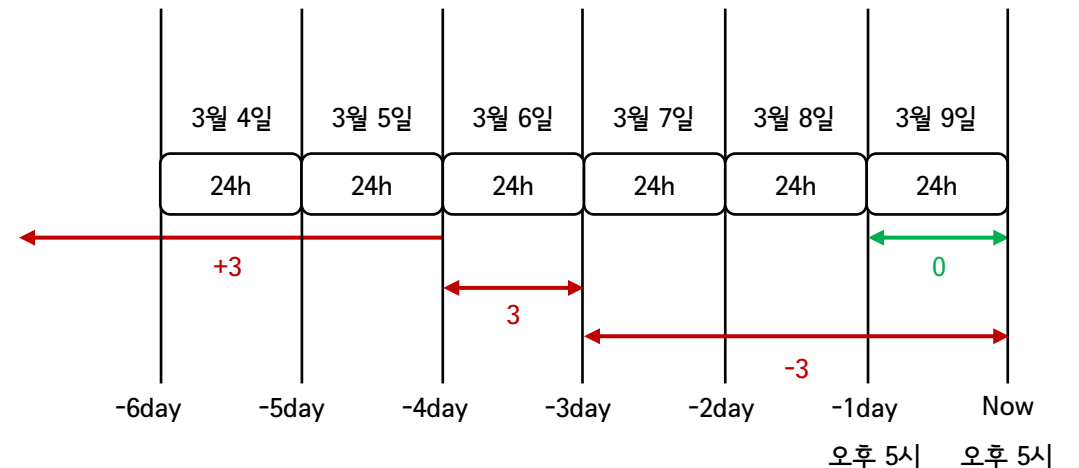 3월 4일 3월 5일 3월 6일 3월 7일 3월 8일 3월 9일
24h 24h 24h 24h 24h 24h
+3 0
3
-3
-6day -5day -4day -3day -2day -1day Now
오후 5시 오후 5시